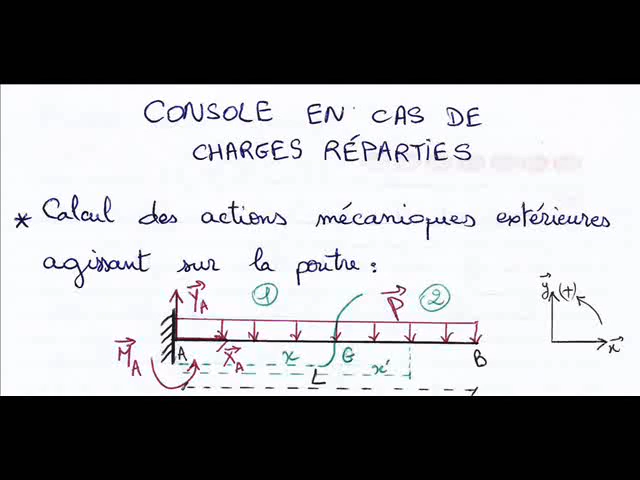 CONSOLE EN CAS DE
CHARGES RÉPARTIES
* Calcul des actions mécaniques extérieures
agissant sur la poutre :
Y_A 1 P 2 y (+)
M_A A X_A x G x' B x
L